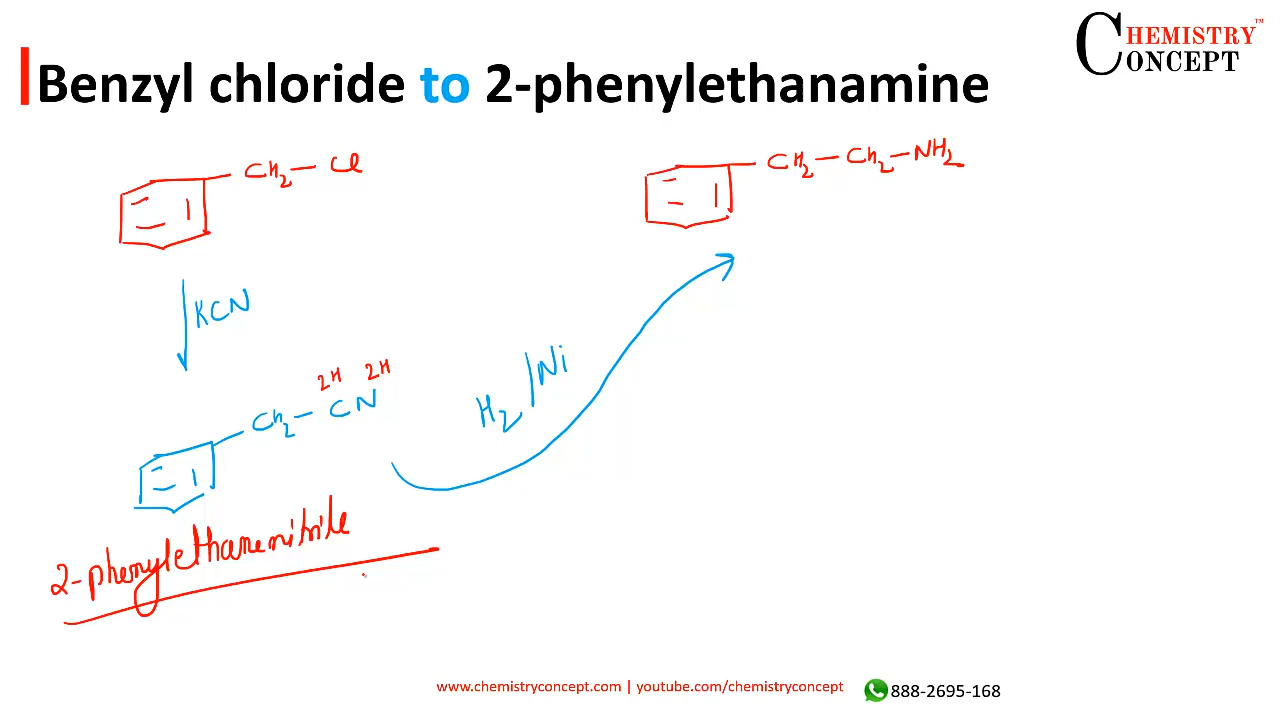 CHEMISTRY CONCEPT™
Benzyl chloride to 2-phenylethanamine
CH2 – Cl
CH2 – CH2 – NH2
KCN
2H 2H
CH2 – CN
H2/Ni
2-phenylethanenitrile
www.chemistryconcept.com | youtube.com/chemistryconcept 888-2695-168